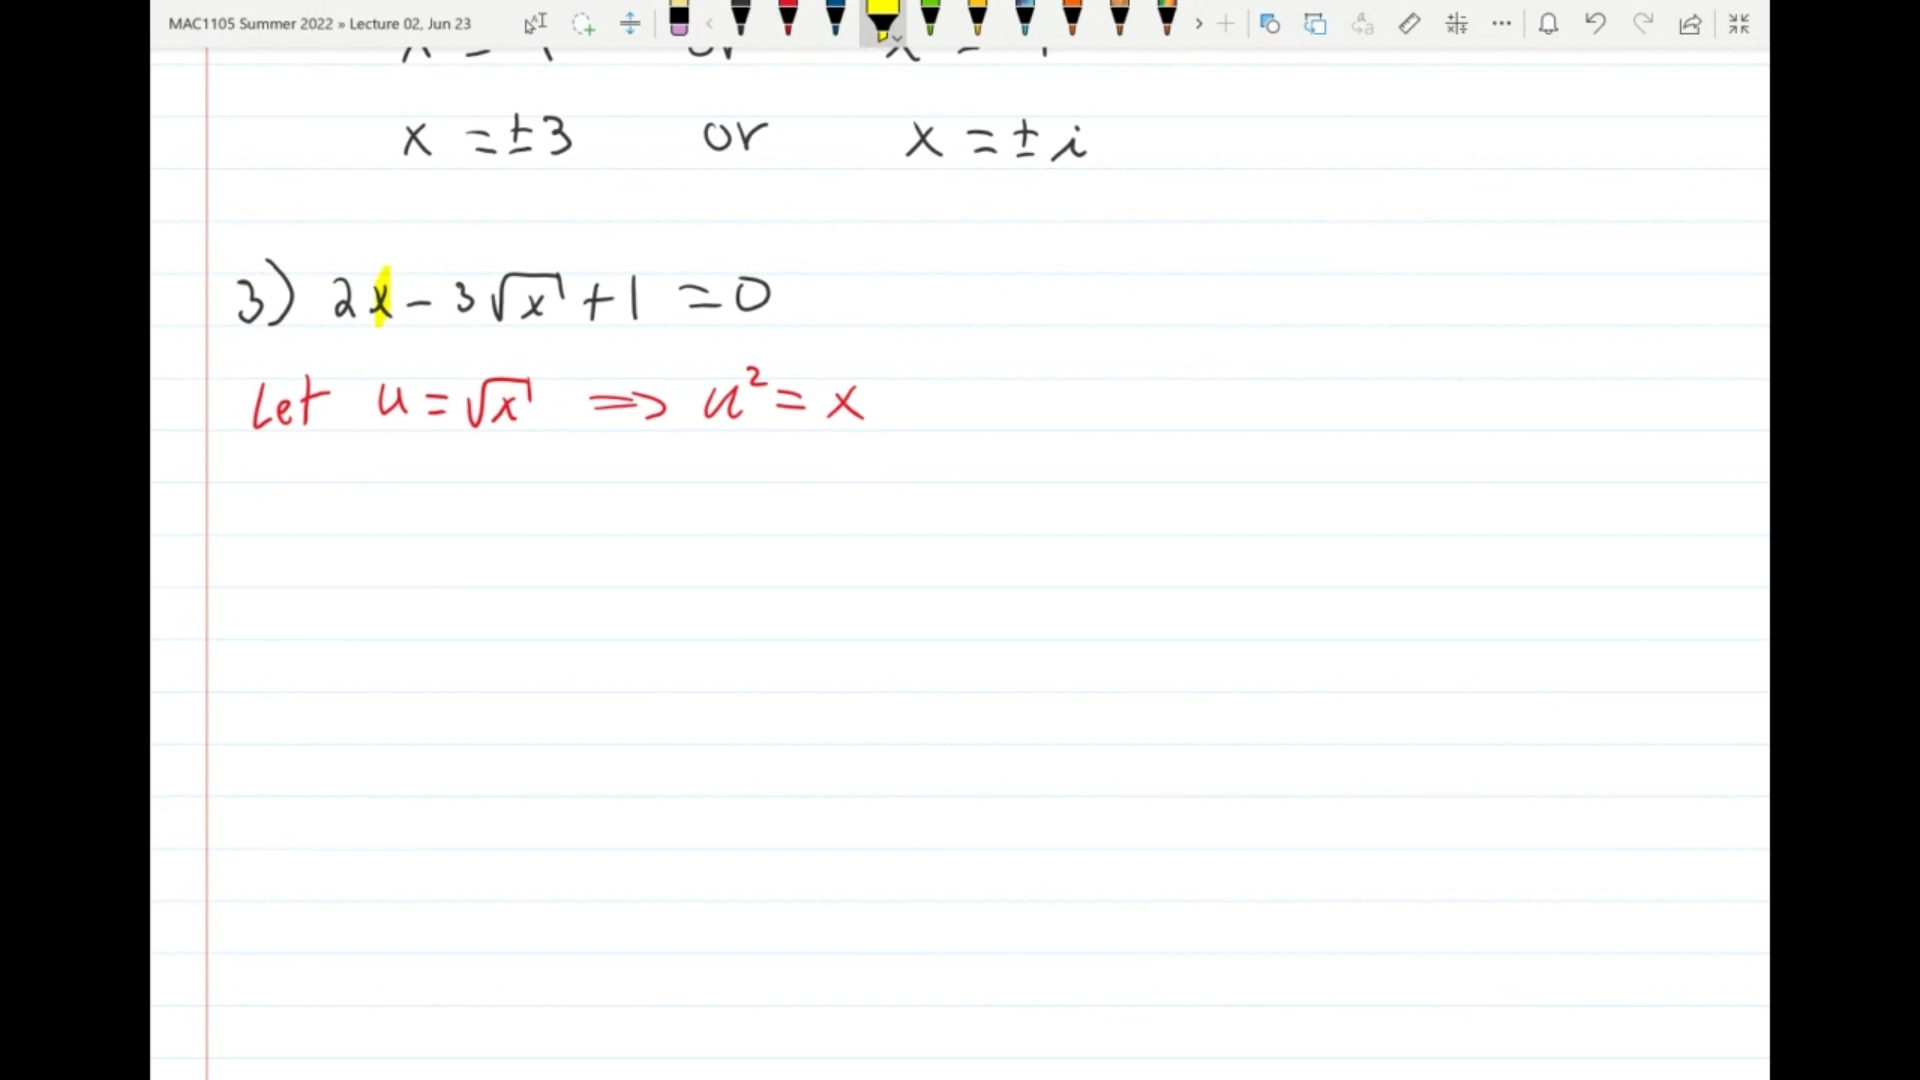 MAC1105 Summer 2022 » Lecture 02, Jun 23
x = ±3 or x = ±i
3) 2x - 3√x + 1 = 0
Let u = √x ⇒ u² = x